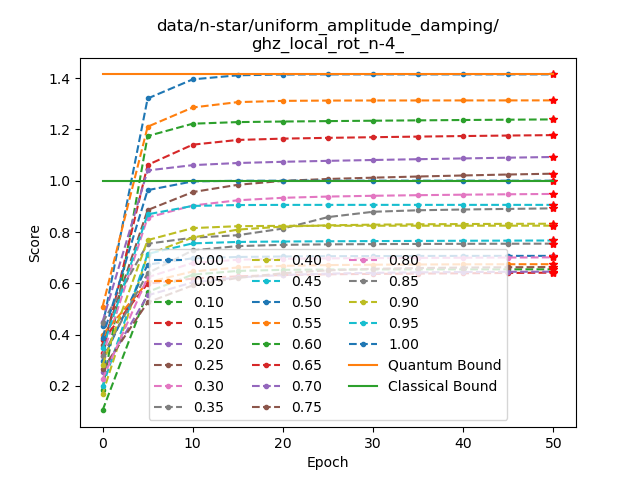 data/n-star/uniform_amplitude_damping/
ghz_local_rot_n-4_
Score
1.4
1.2
1.0
0.8
0.6
0.4
0.2
0.00 0.40 0.80
0.05 0.45 0.85
0.10 0.50 0.90
0.15 0.55 0.95
0.20 0.60 1.00
0.25 0.65 Quantum Bound
0.30 0.70 Classical Bound
0.35 0.75
0 10 20 30 40 50
Epoch